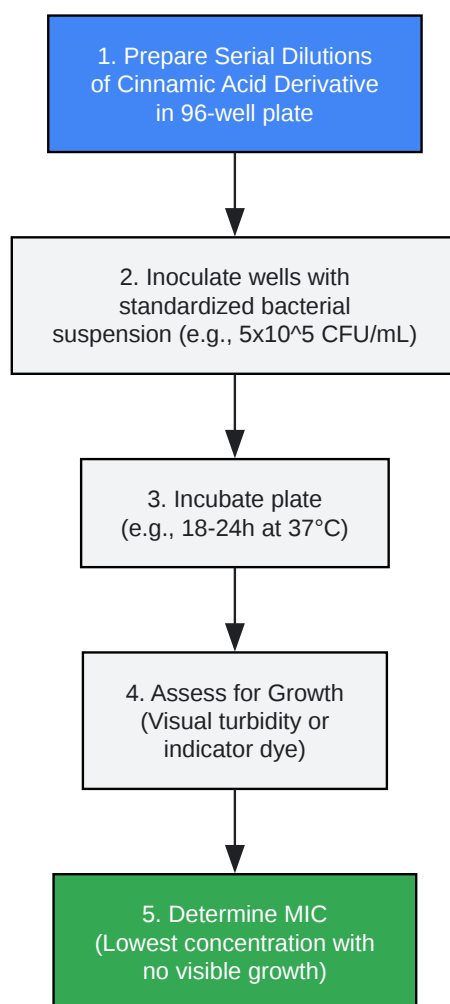 1. Prepare Serial Dilutions
of Cinnamic Acid Derivative
in 96-well plate
2. Inoculate wells with
standardized bacterial
suspension (e.g., 5x10^5 CFU/mL)
3. Incubate plate
(e.g., 18-24h at 37°C)
4. Assess for Growth
(Visual turbidity or
indicator dye)
5. Determine MIC
(Lowest concentration with
no visible growth)